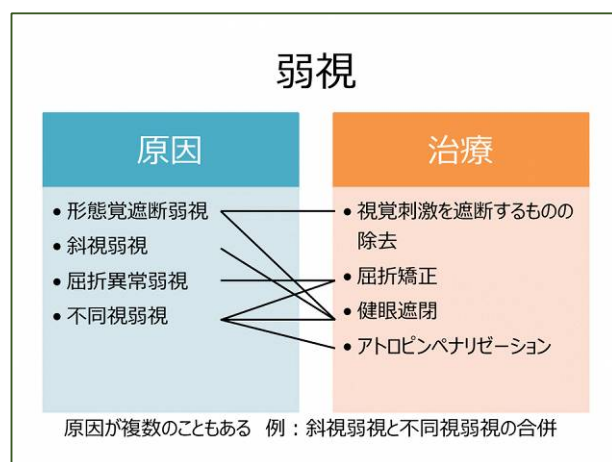 弱視
原因
• 形態覚遮断弱視
• 斜視弱視
• 屈折異常弱視
• 不同視弱視
治療
• 視覚刺激を遮断するものの
除去
• 屈折矯正
• 健眼遮閉
• アトロピンペナリゼーション
原因が複数のこともある 例：斜視弱視と不同視弱視の合併